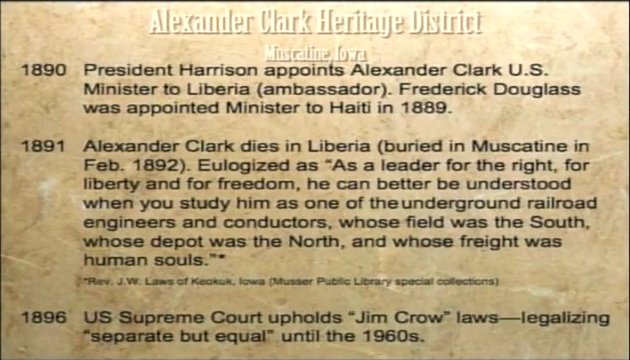 Alexander Clark Heritage District
Muscatine, Iowa
1890 President Harrison appoints Alexander Clark U.S.
Minister to Liberia (ambassador). Frederick Douglass
was appointed Minister to Haiti in 1889.
1891 Alexander Clark dies in Liberia (buried in Muscatine in
Feb. 1892). Eulogized as “As a leader for the right, for
liberty and for freedom, he can better be understood
when you study him as one of the underground railroad
engineers and conductors, whose field was the South,
whose depot was the North, and whose freight was
human souls.”*
*Rev. J.W. Laws of Keokuk, Iowa (Musser Public Library special collections)
1896 US Supreme Court upholds “Jim Crow” laws—legalizing
“separate but equal” until the 1960s.